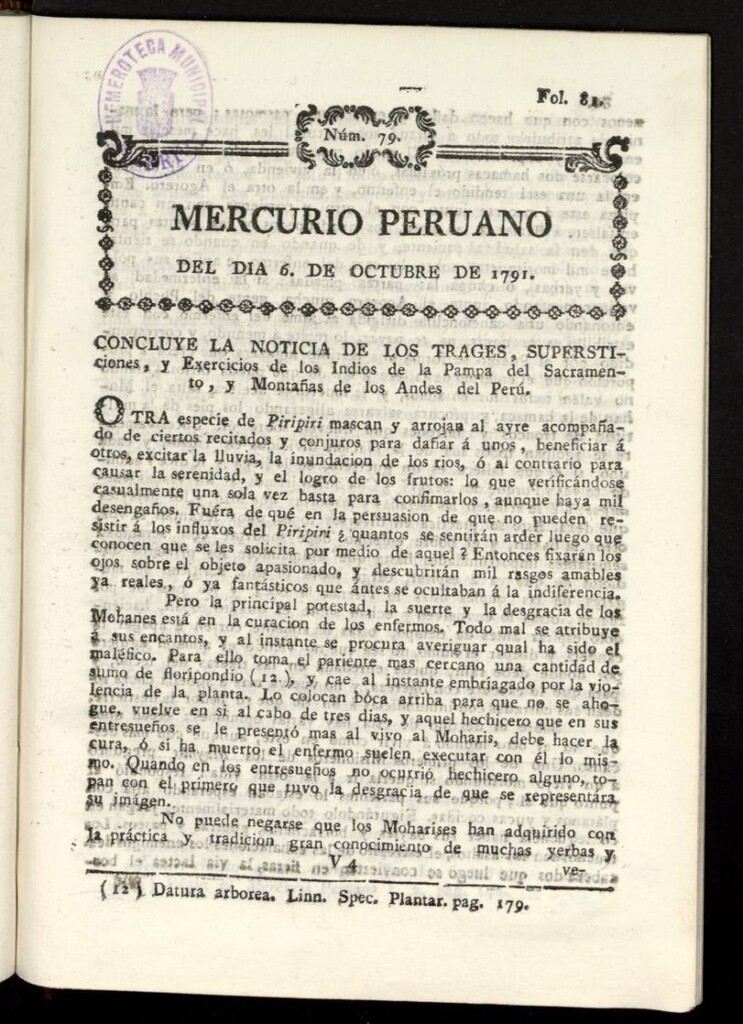 HEMEROTECA MUNICIPAL
Fol. 81.
Núm. 79.
MERCURIO PERUANO
DEL DIA 6. DE OCTUBRE DE 1791.
CONCLUYE LA NOTICIA DE LOS TRAGES, SUPERSTI-
ciones, y Exercicios de los Indios de la Pampa del Sacramen-
to, y Montañas de los Andes del Perú.
OTRA especie de Piripiri mascan y arrojan al ayre acompaña-
do de ciertos recitados y conjuros para dañar á unos, beneficiar á
otros, excitar la lluvia, la inundacion de los rios, ó al contrario para
causar la serenidad, y el logro de los frutos: lo que verificándose
casualmente una sola vez basta para confirmarlos, aunque haya mil
desengaños. Fuéra de qué en la persuasion de que no pueden re-
sistir á los influxos del Piripiri ¿ quantos se sentirán arder luego que
conocen que se les solicita por medio de aquel ? Entonces fixarán los
ojos sobre el objeto apasionado, y descubrirán mil rasgos amables
ya reales, ó ya fantásticos que ántes se ocultaban á la indiferencia.
Pero la principal potestad, la suerte y la desgracia de los
Mohanes está en la curacion de los enfermos. Todo mal se atribuye
á sus encantos, y al instante se procura averiguar qual ha sido el
maléfico. Para ello toma el pariente mas cercano una cantidad de
sumo de floripondio (12.), y cae al instante embriagado por la vio-
lencia de la planta. Lo colocan bóca arriba para que no se aho-
gue, vuelve en si al cabo de tres dias, y aquel hechicero que en sus
entresueños se le presentó mas al vivo al Moharis, debe hacer la
cura, ó si ha muerto el enfermo suelen executar con él lo mis-
mo. Quando en los entresueños no ocurrió hechicero alguno, to-
pan con el primero que tuvo la desgracia de que se representára
su imágen.
No puede negarse que los Moharises han adquirido con
la práctica y tradicion gran conocimiento de muchas yerbas y
V 4
ve-
(12) Datura arborea. Linn. Spec. Plantar. pag. 179.